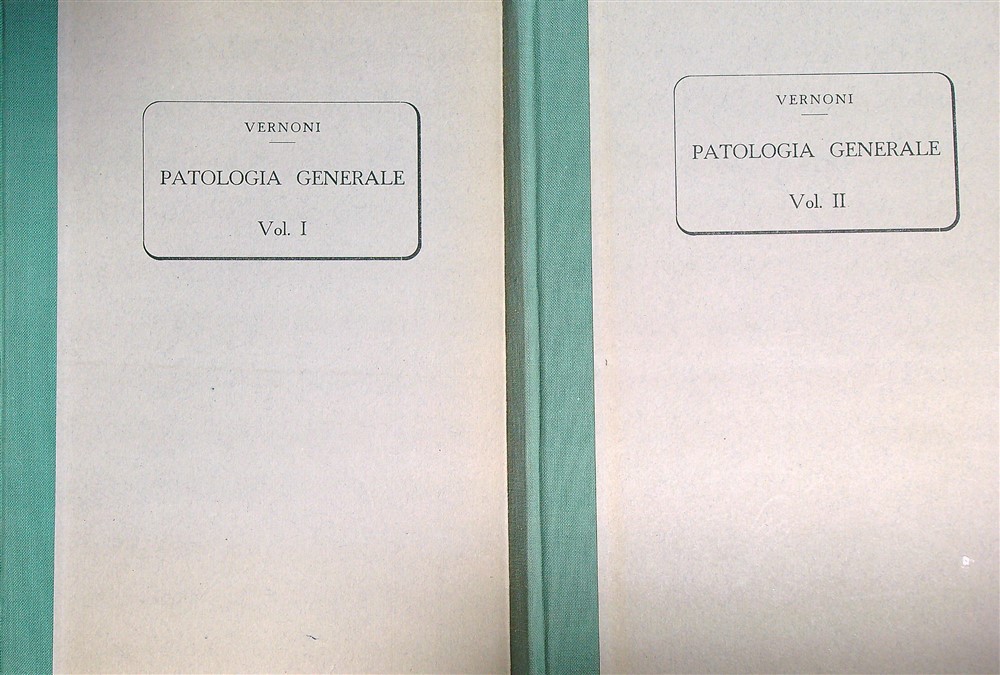 VERNONI
PATOLOGIA GENERALE
Vol. I
VERNONI
PATOLOGIA GENERALE
Vol. II